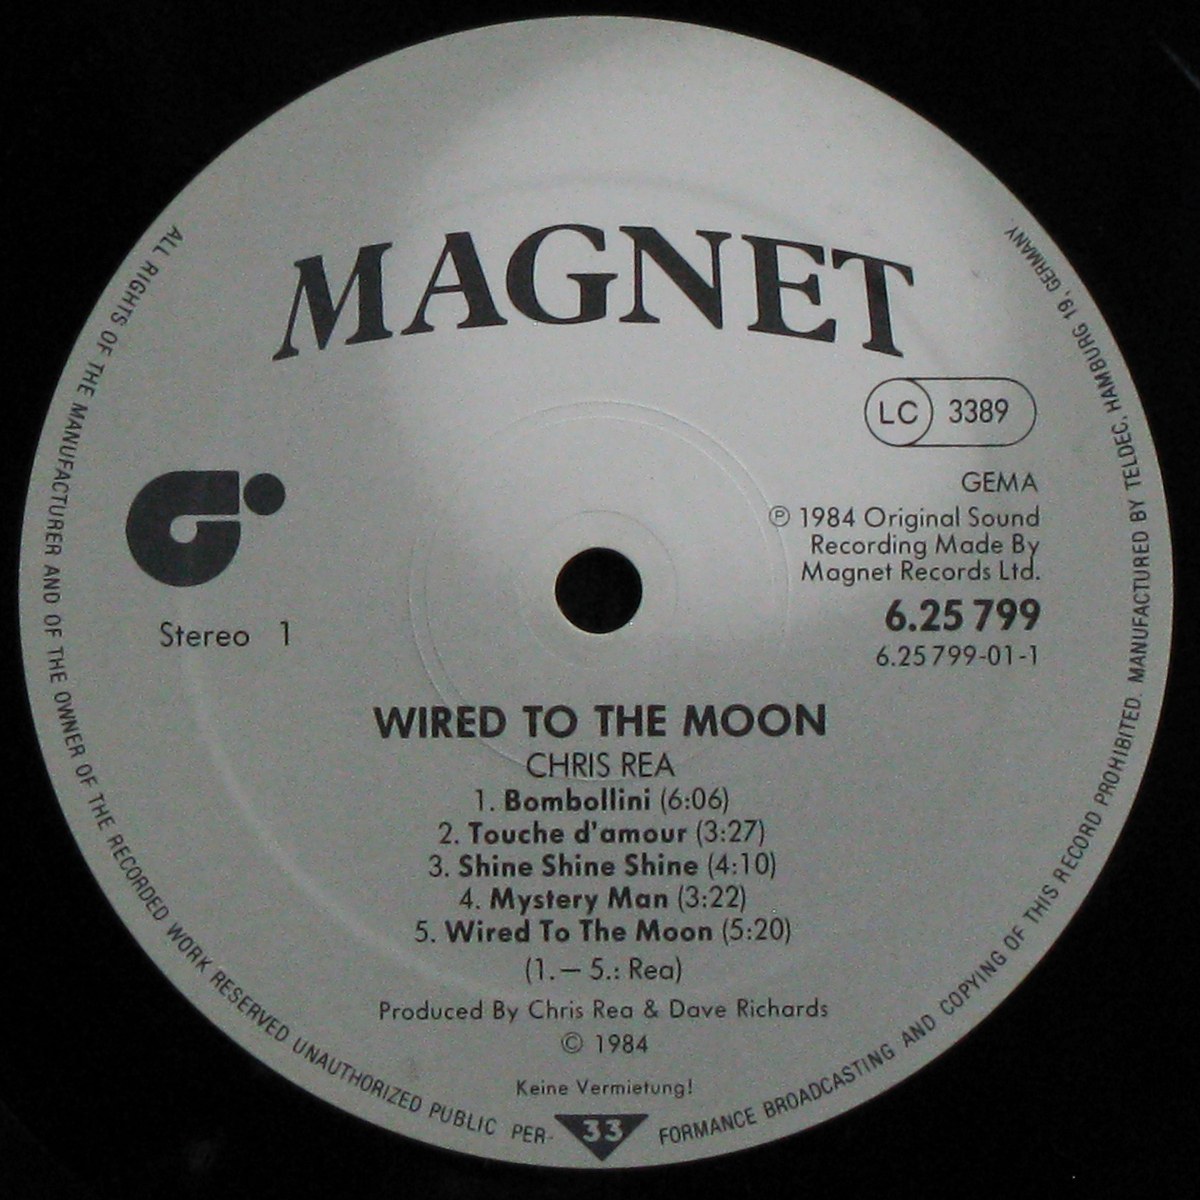 MAGNET
LC 3389
GEMA
℗ 1984 Original Sound
Recording Made By
Magnet Records Ltd.
6.25 799
6.25 799-01-1
Stereo 1
WIRED TO THE MOON
CHRIS REA
1. Bombollini (6:06)
2. Touche d'amour (3:27)
3. Shine Shine Shine (4:10)
4. Mystery Man (3:22)
5. Wired To The Moon (5:20)
(1.– 5.: Rea)
Produced By Chris Rea & Dave Richards
© 1984
Keine Vermietung!
33
ALL RIGHTS OF THE MANUFACTURER AND OF THE OWNER OF THE RECORDED WORK RESERVED UNAUTHORIZED PUBLIC PER-FORMANCE BROADCASTING AND COPYING OF THIS RECORD PROHIBITED. MANUFACTURED BY TELDEC, HAMBURG 19, GERMANY.